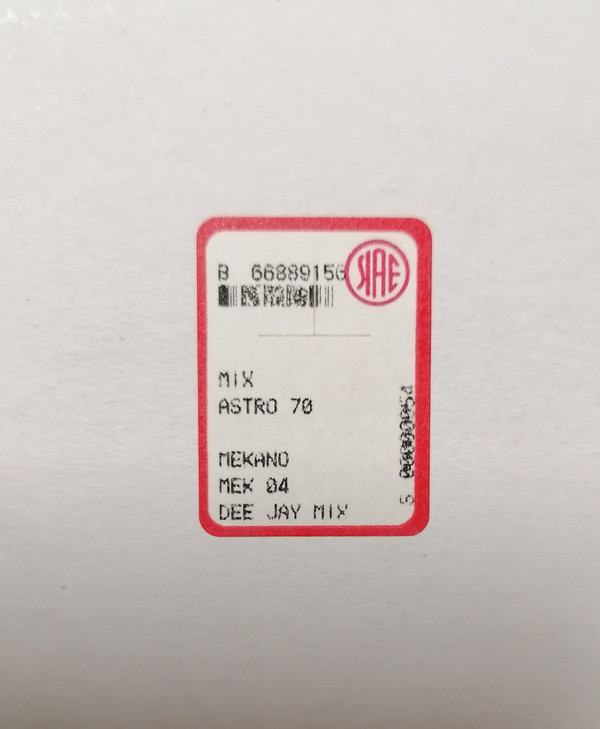 B 66889156
SIAE
MIX
ASTRO 70
MEKANO
MEK 04
DEE JAY MIX